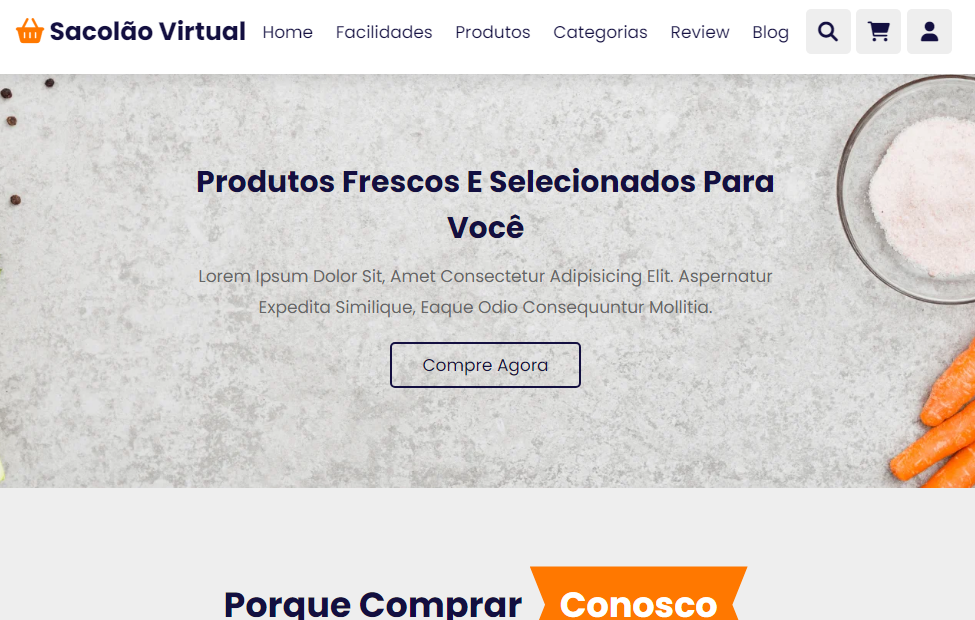 Sacolão Virtual Home Facilidades Produtos Categorias Review Blog
Produtos Frescos E Selecionados Para
Você
Lorem Ipsum Dolor Sit, Amet Consectetur Adipisicing Elit. Aspernatur
Expedita Similique, Eaque Odio Consequuntur Mollitia.
Compre Agora
Porque Comprar Conosco